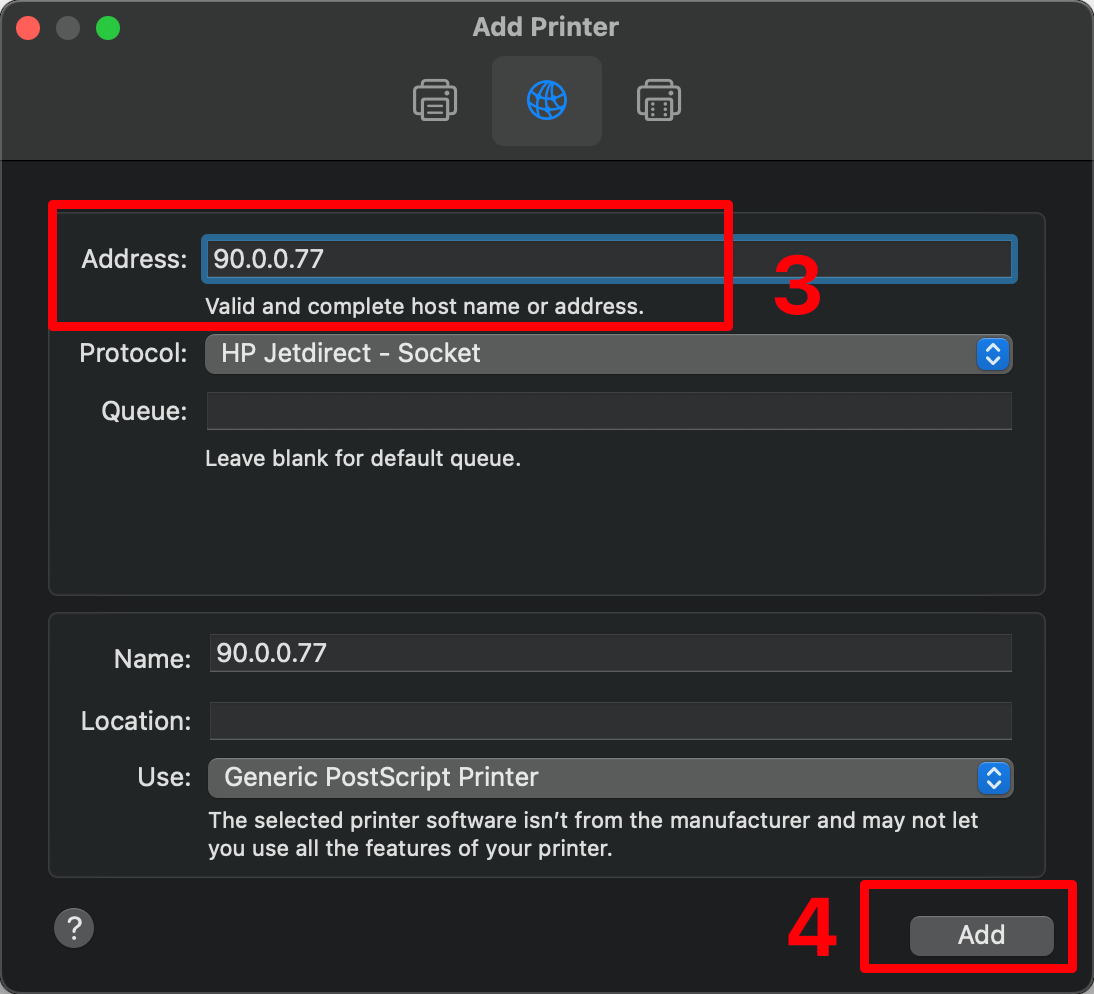 Add Printer
Address: 90.0.0.77
3
Valid and complete host name or address.
Protocol: HP Jetdirect - Socket
Queue:
Leave blank for default queue.
Name: 90.0.0.77
Location:
Use: Generic PostScript Printer
The selected printer software isn't from the manufacturer and may not let
you use all the features of your printer.
?
4
Add